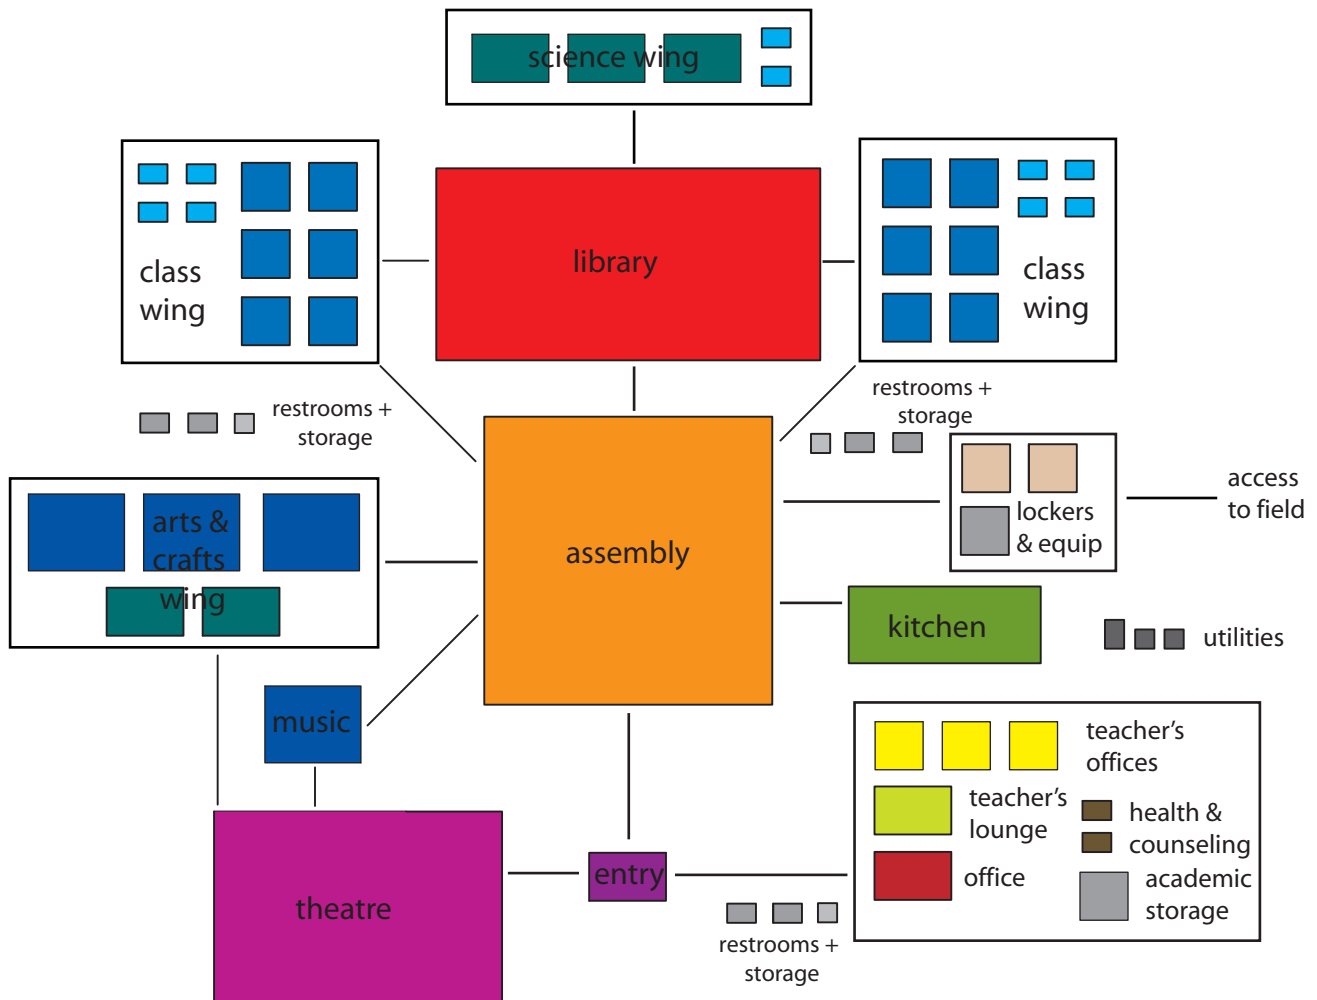 science wing
class
wing
library
class
wing
restrooms +
storage
restrooms +
storage
arts &
crafts
wing
assembly
lockers
& equip
access
to field
kitchen
utilities
music
teacher’s
offices
teacher’s
lounge
health &
counseling
office
academic
storage
theatre
entry
restrooms +
storage